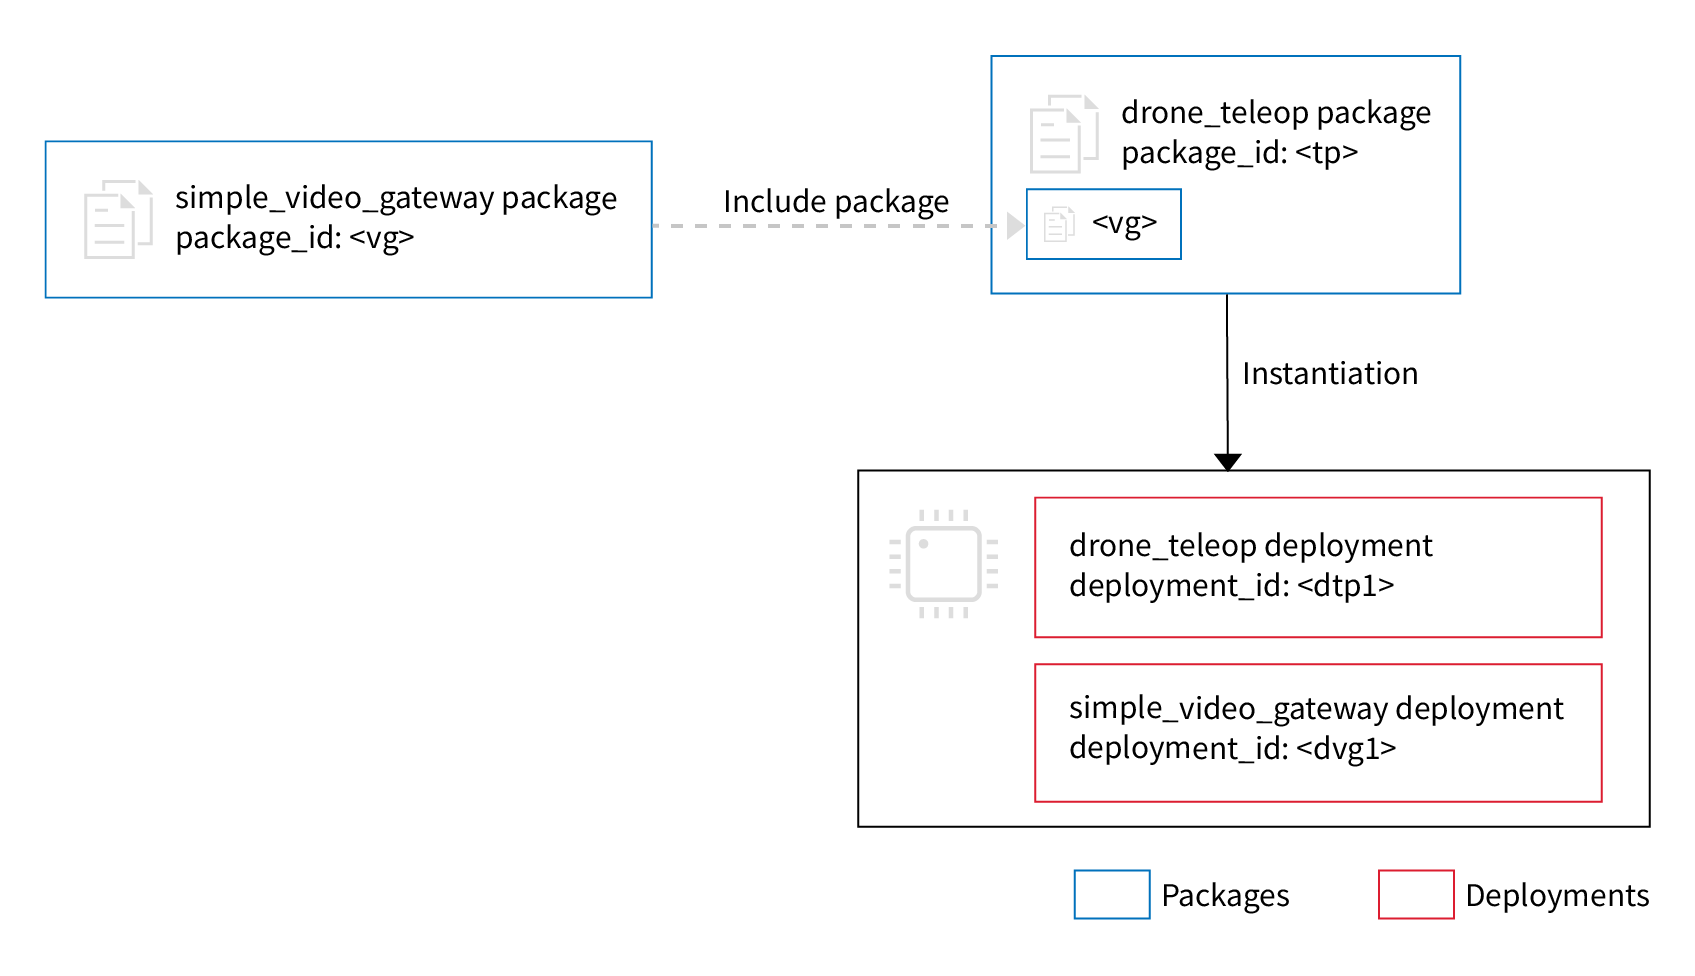 simple_video_gateway package
package_id: <vg>
Include package
drone_teleop package
package_id: <tp>
<vg>
Instantiation
drone_teleop deployment
deployment_id: <dtp1>
simple_video_gateway deployment
deployment_id: <dvg1>
Packages
Deployments